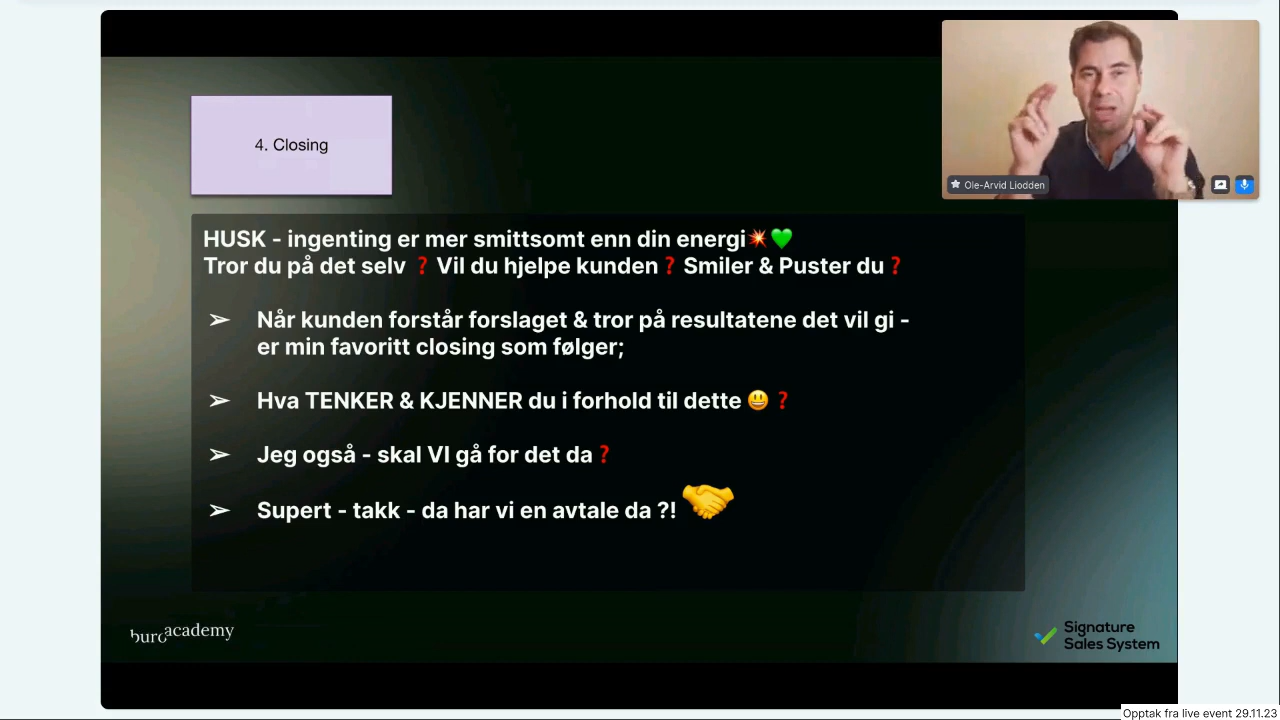 4. Closing
Ole-Arvid Liodden
HUSK - ingenting er mer smittsomt enn din energi💥💚
Tror du på det selv ❓ Vil du hjelpe kunden ❓ Smiler & Puster du ❓
➢ Når kunden forstår forslaget & tror på resultatene det vil gi -
er min favoritt closing som følger;
➢ Hva TENKER & KJENNER du i forhold til dette 😃 ❓
➢ Jeg også - skal VI gå for det da ❓
➢ Supert - takk - da har vi en avtale da ?! 🤝
buro academy
Signature
Sales System
Opptak fra live event 29.11.23